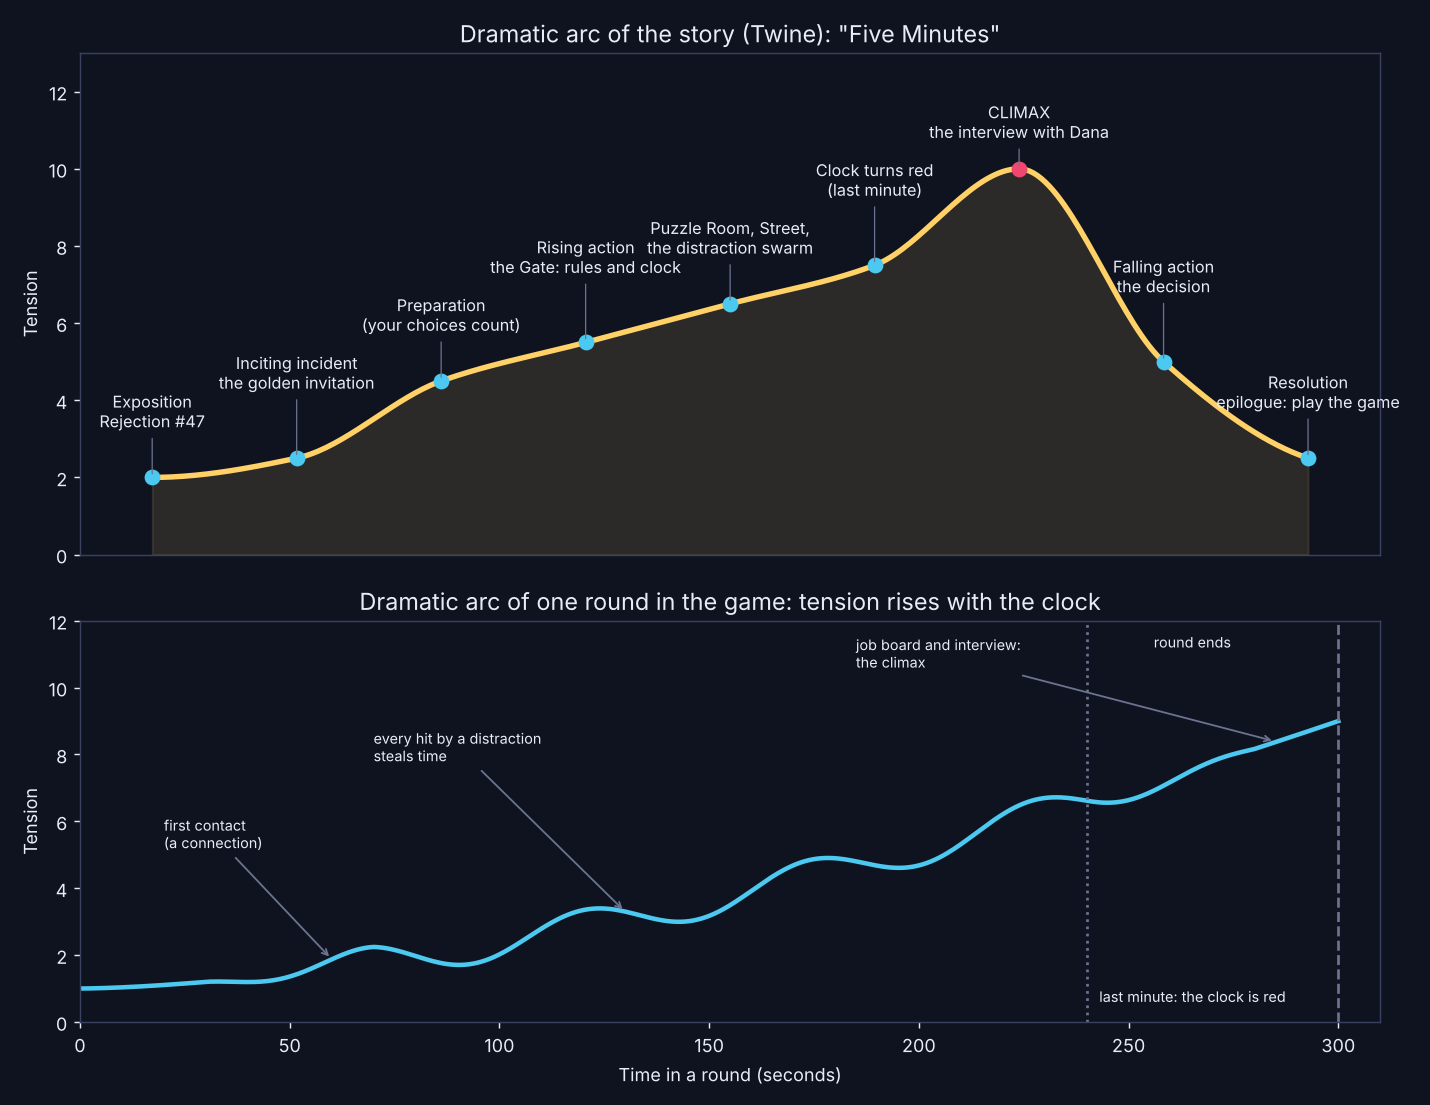 Dramatic arc of the story (Twine): "Five Minutes"
Tension
12
10
8
6
4
2
0
Exposition
Rejection #47
Inciting incident
the golden invitation
Preparation
(your choices count)
Rising action
the Gate: rules and clock
Puzzle Room, Street,
the distraction swarm
Clock turns red
(last minute)
CLIMAX
the interview with Dana
Falling action
the decision
Resolution
epilogue: play the game
Dramatic arc of one round in the game: tension rises with the clock
Tension
12
10
8
6
4
2
0
first contact
(a connection)
every hit by a distraction
steals time
job board and interview:
the climax
round ends
last minute: the clock is red
0
50
100
150
200
250
300
Time in a round (seconds)